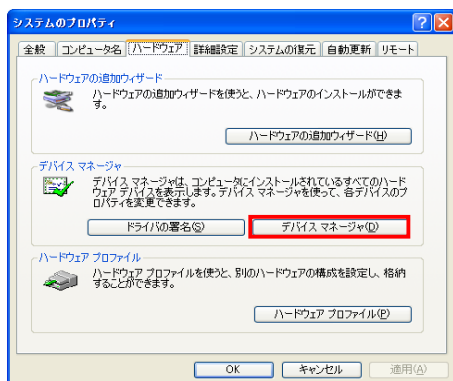 システムのプロパティ
全般 コンピュータ名 ハードウェア 詳細設定 システムの復元 自動更新 リモート
ハードウェアの追加ウィザード
ハードウェアの追加ウィザードを使うと、ハードウェアのインストールができま
す。
ハードウェアの追加ウィザード(H)
デバイス マネージャ
デバイス マネージャは、コンピュータにインストールされているすべてのハード
ウェア デバイスを表示します。デバイス マネージャを使って、各デバイスのプ
ロパティを変更できます。
ドライバの署名(S) デバイス マネージャ(D)
ハードウェア プロファイル
ハードウェア プロファイルを使うと、別のハードウェアの構成を設定し、格納
することができます。
ハードウェア プロファイル(P)
OK キャンセル 適用(A)